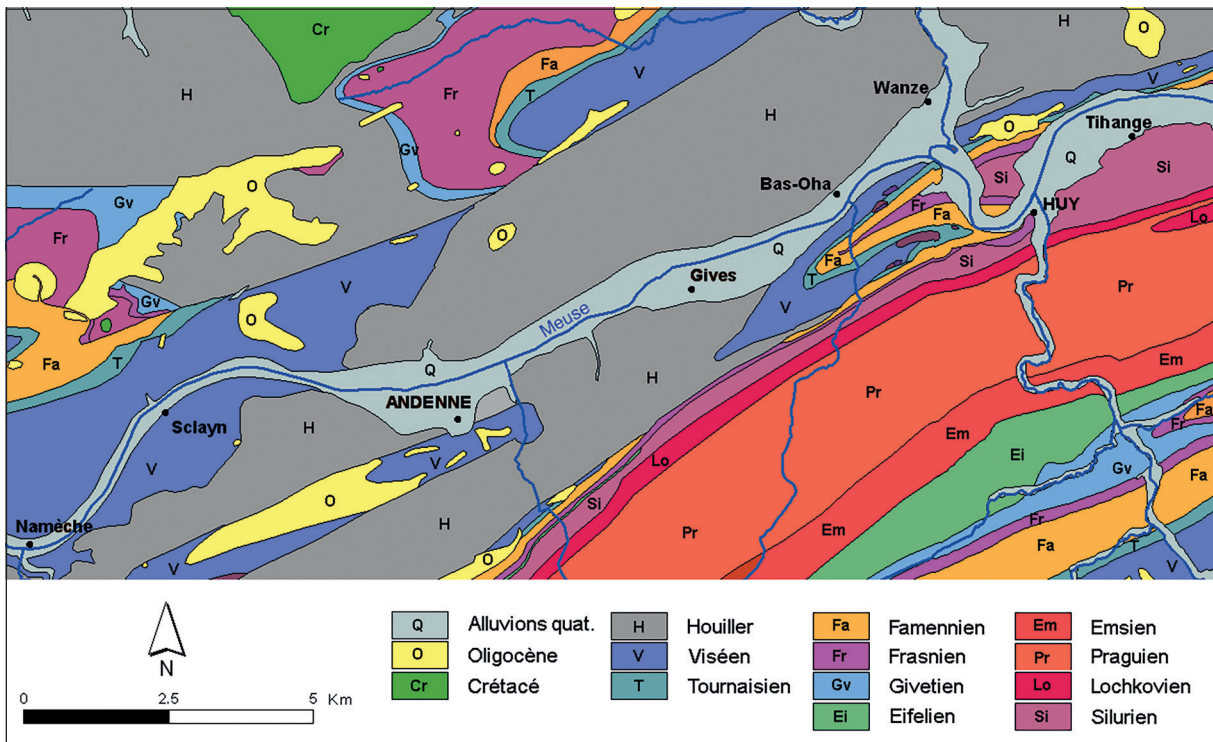 Cr
O
H
Fa
V
H
Fr
T
Wanze
V
O
Tihange
H
Q
Gv
O
Si
Si
Bas-Oha
Gv
HUY
Fr
Lo
Fa
Fr
O
Q
Si
Fa
Gives
T
Pr
Gv
V
O
V
Meuse
Fa
T
Q
Em
H
Pr
ANDENNE
Fa
Sclayn
H
Em
Fr
Ei
V
V
Lo
Gv
Fa
O
Si
Namèche
H
Fr
Pr
Fa
T
V
O
V
Q Alluvions quat.
O Oligocène
Cr Crétacé
H Houiller
V Viséen
T Tournaisien
Fa Famennien
Fr Frasnien
Gv Givetien
Ei Eifelien
Em Emsien
Pr Praguien
Lo Lochkovien
Si Silurien
N
0 2.5 5 Km